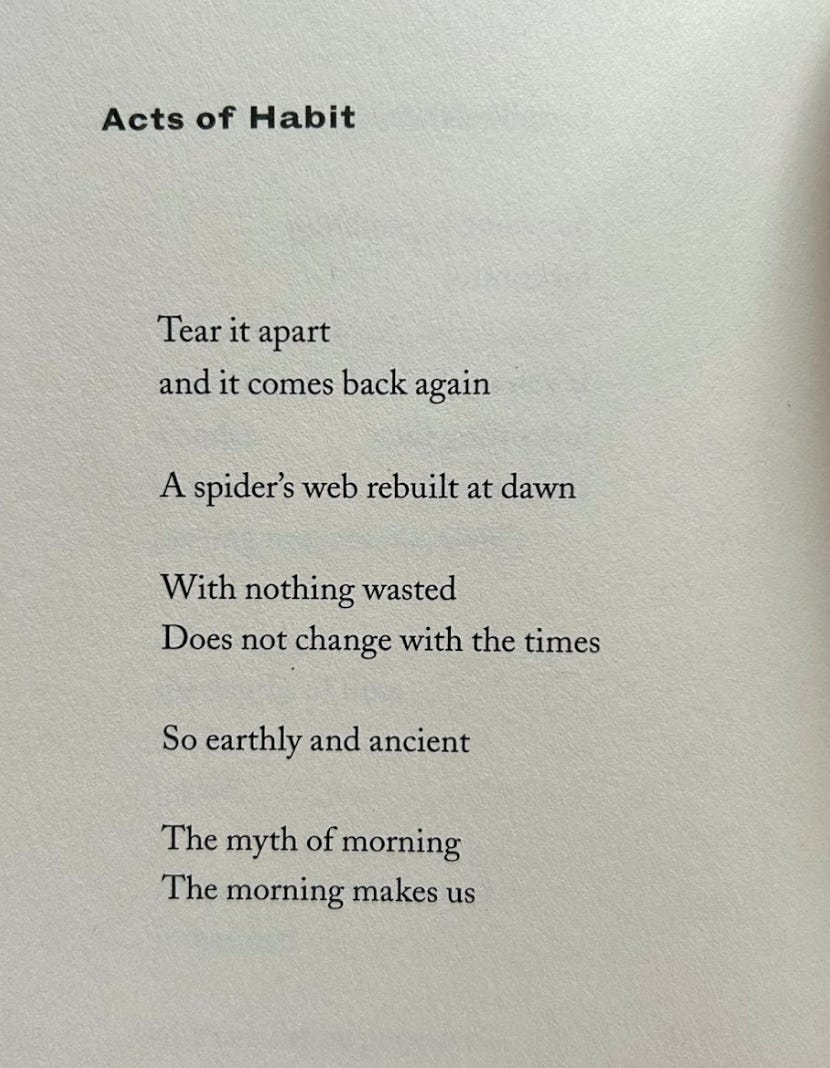 Acts of Habit
Tear it apart
and it comes back again
A spider’s web rebuilt at dawn
With nothing wasted
Does not change with the times
So earthly and ancient
The myth of morning
The morning makes us